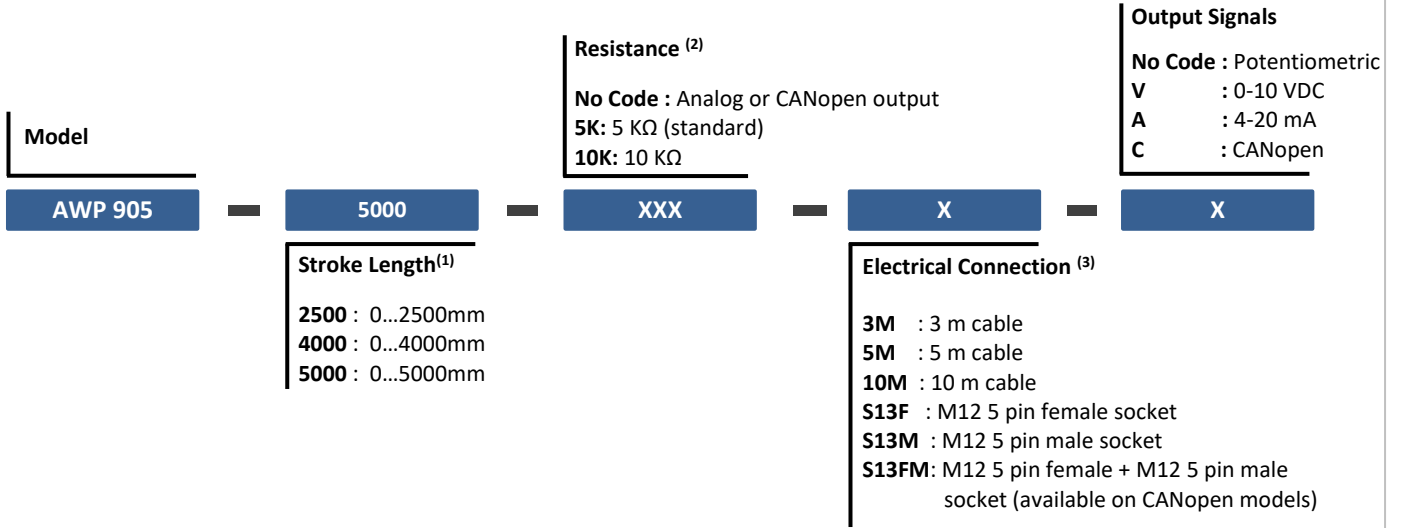 Model
Resistance (2)
No Code : Analog or CANopen output
5K: 5 KΩ (standard)
10K: 10 KΩ
Output Signals
No Code : Potentiometric
V : 0-10 VDC
A : 4-20 mA
C : CANopen
AWP 905 - 5000 - XXX - X - X
Stroke Length(1)
2500 : 0...2500mm
4000 : 0...4000mm
5000 : 0...5000mm
Electrical Connection (3)
3M : 3 m cable
5M : 5 m cable
10M : 10 m cable
S13F : M12 5 pin female socket
S13M : M12 5 pin male socket
S13FM: M12 5 pin female + M12 5 pin male
socket (available on CANopen models)